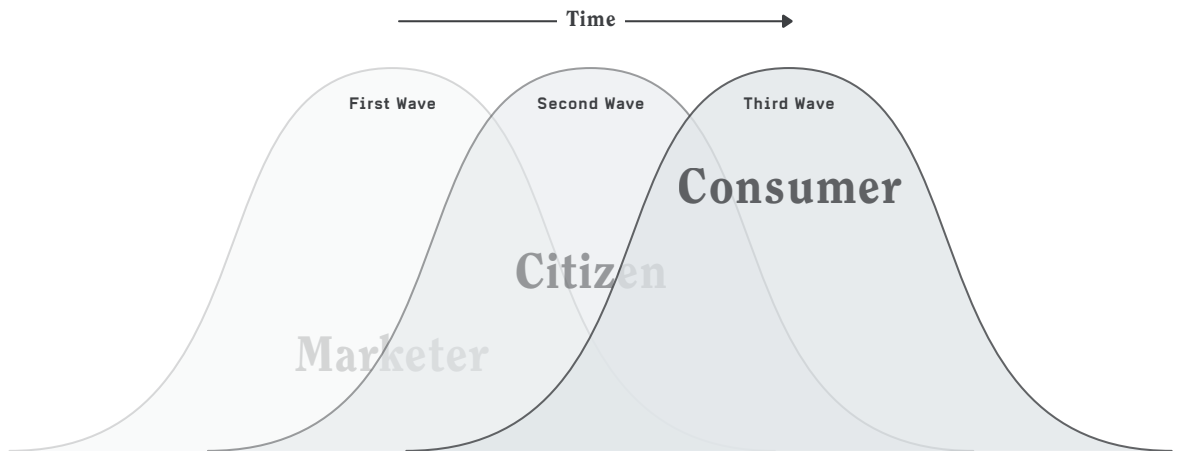 Time
First Wave
Second Wave
Third Wave
Consumer
Citizen
Marketer